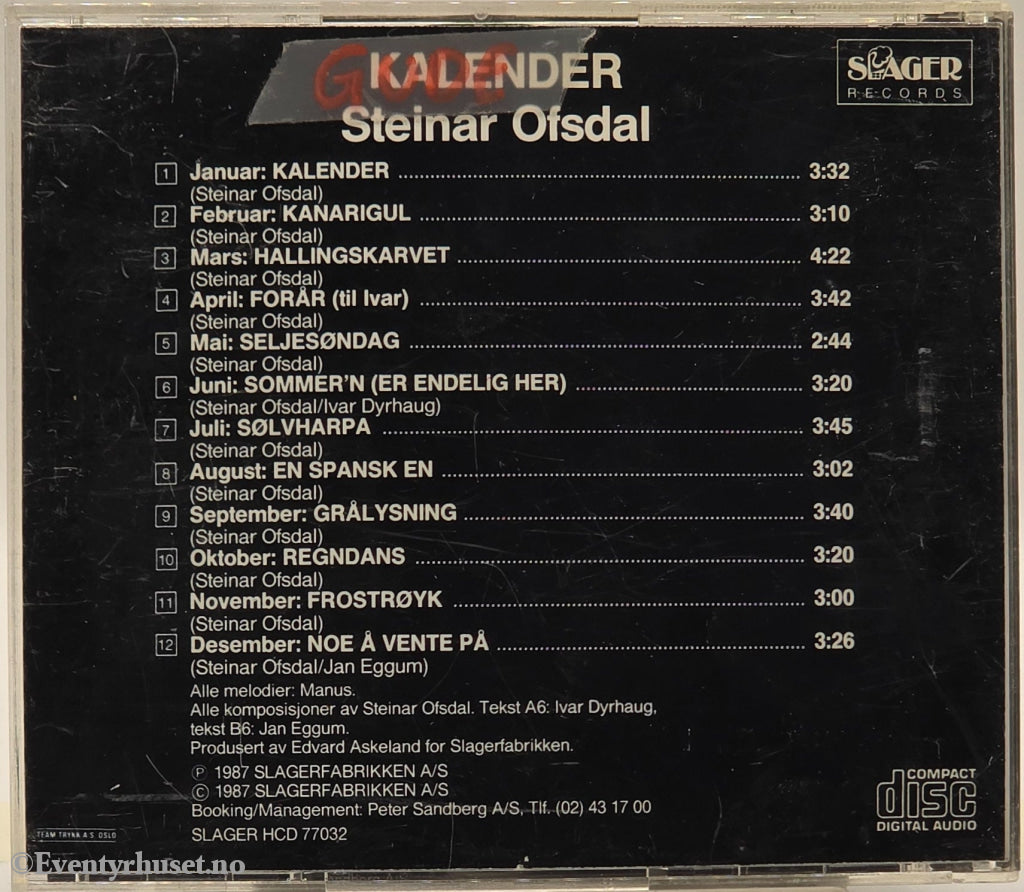 GUDE
KALENDER
SLAGER
RECORDS
Steinar Ofsdal
1 Januar: KALENDER 3:32
(Steinar Ofsdal)
2 Februar: KANARIGUL 3:10
(Steinar Ofsdal)
3 Mars: HALLINGSKARVET 4:22
(Steinar Ofsdal)
4 April: FORÅR (til Ivar) 3:42
(Steinar Ofsdal)
5 Mai: SELJESØNDAG 2:44
(Steinar Ofsdal)
6 Juni: SOMMER'N (ER ENDELIG HER) 3:20
(Steinar Ofsdal/Ivar Dyrhaug)
7 Juli: SØLVHARPA 3:45
(Steinar Ofsdal)
8 August: EN SPANSK EN 3:02
(Steinar Ofsdal)
9 September: GRÅLYSNING 3:40
(Steinar Ofsdal)
10 Oktober: REGNDANS 3:20
(Steinar Ofsdal)
11 November: FROSTRØYK 3:00
(Steinar Ofsdal)
12 Desember: NOE Å VENTE PÅ 3:26
(Steinar Ofsdal/Jan Eggum)
Alle melodier: Manus.
Alle komposisjoner av Steinar Ofsdal. Tekst A6: Ivar Dyrhaug,
tekst B6: Jan Eggum.
Produsert av Edvard Askeland for Slagerfabrikken.
℗ 1987 SLAGERFABRIKKEN A/S
© 1987 SLAGERFABRIKKEN A/S
Booking/Management: Peter Sandberg A/S, Tlf. (02) 43 17 00
SLAGER HCD 77032
COMPACT
disc
DIGITAL AUDIO
TEAM TRYKK A.S. OSLO
©Eventyrhuset.no